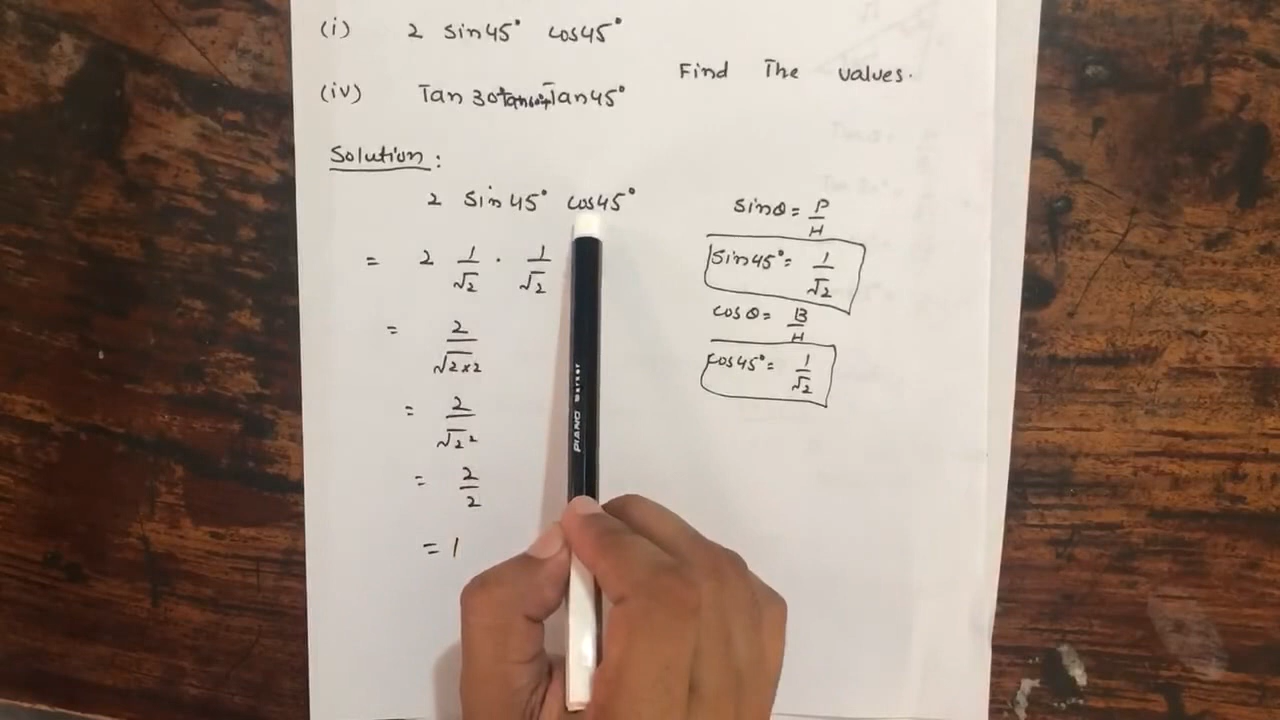 (i) 2 sin45° cos45°
Find The values.
(iv) Tan 30° tan60° Tan45°
Solution:
2 sin45° cos45°
= 2 1/√2 · 1/√2
= 2/√2×2
= 2/√2²
= 2/2
= 1
sinθ = P/H
sin45° = 1/√2
cosθ = B/H
cos45° = 1/√2
PIANO